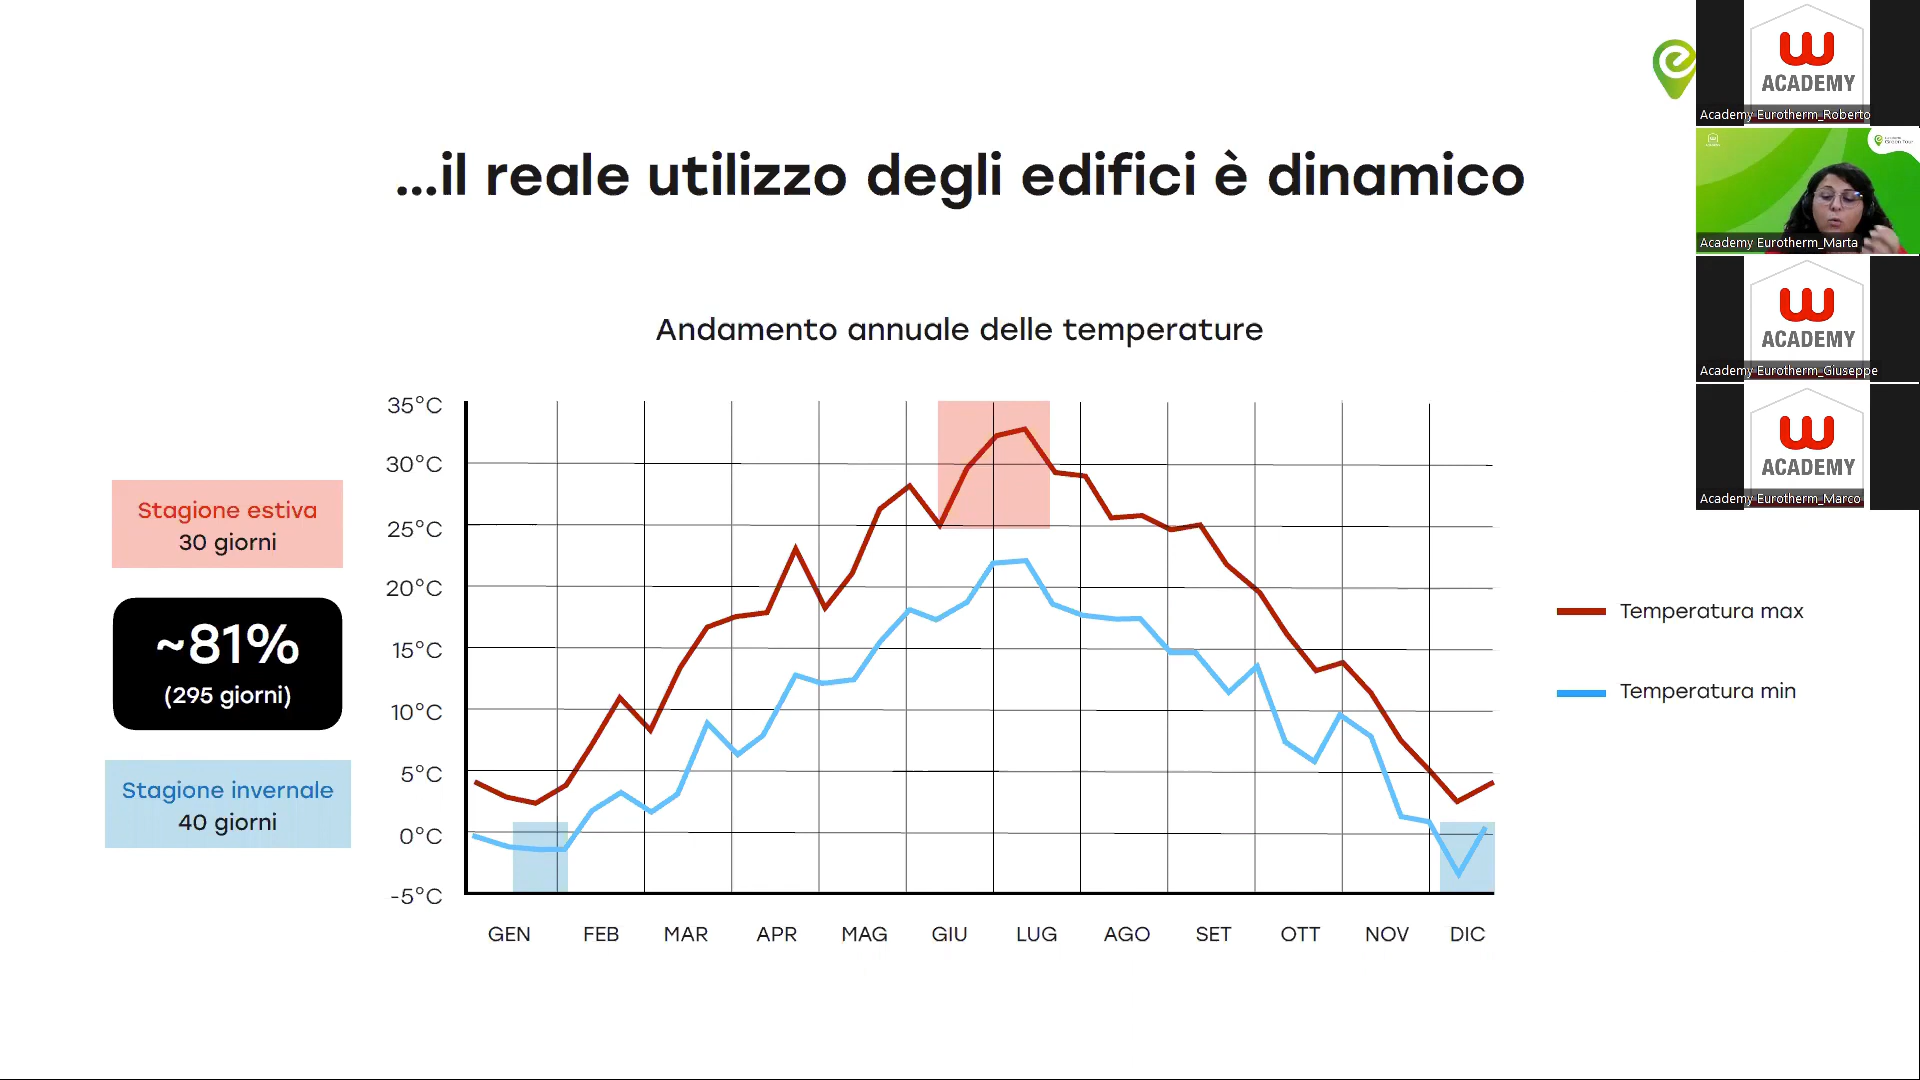 ...il reale utilizzo degli edifici è dinamico
Andamento annuale delle temperature
35°C
30°C
25°C
20°C
15°C
10°C
5°C
0°C
-5°C
GEN FEB MAR APR MAG GIU LUG AGO SET OTT NOV DIC
Stagione estiva
30 giorni
~81%
(295 giorni)
Stagione invernale
40 giorni
Temperatura max
Temperatura min
ACADEMY
Academy Eurotherm_Roberto
Green Tour
Academy Eurotherm_Marta
ACADEMY
Academy Eurotherm_Giuseppe
ACADEMY
Academy Eurotherm_Marco